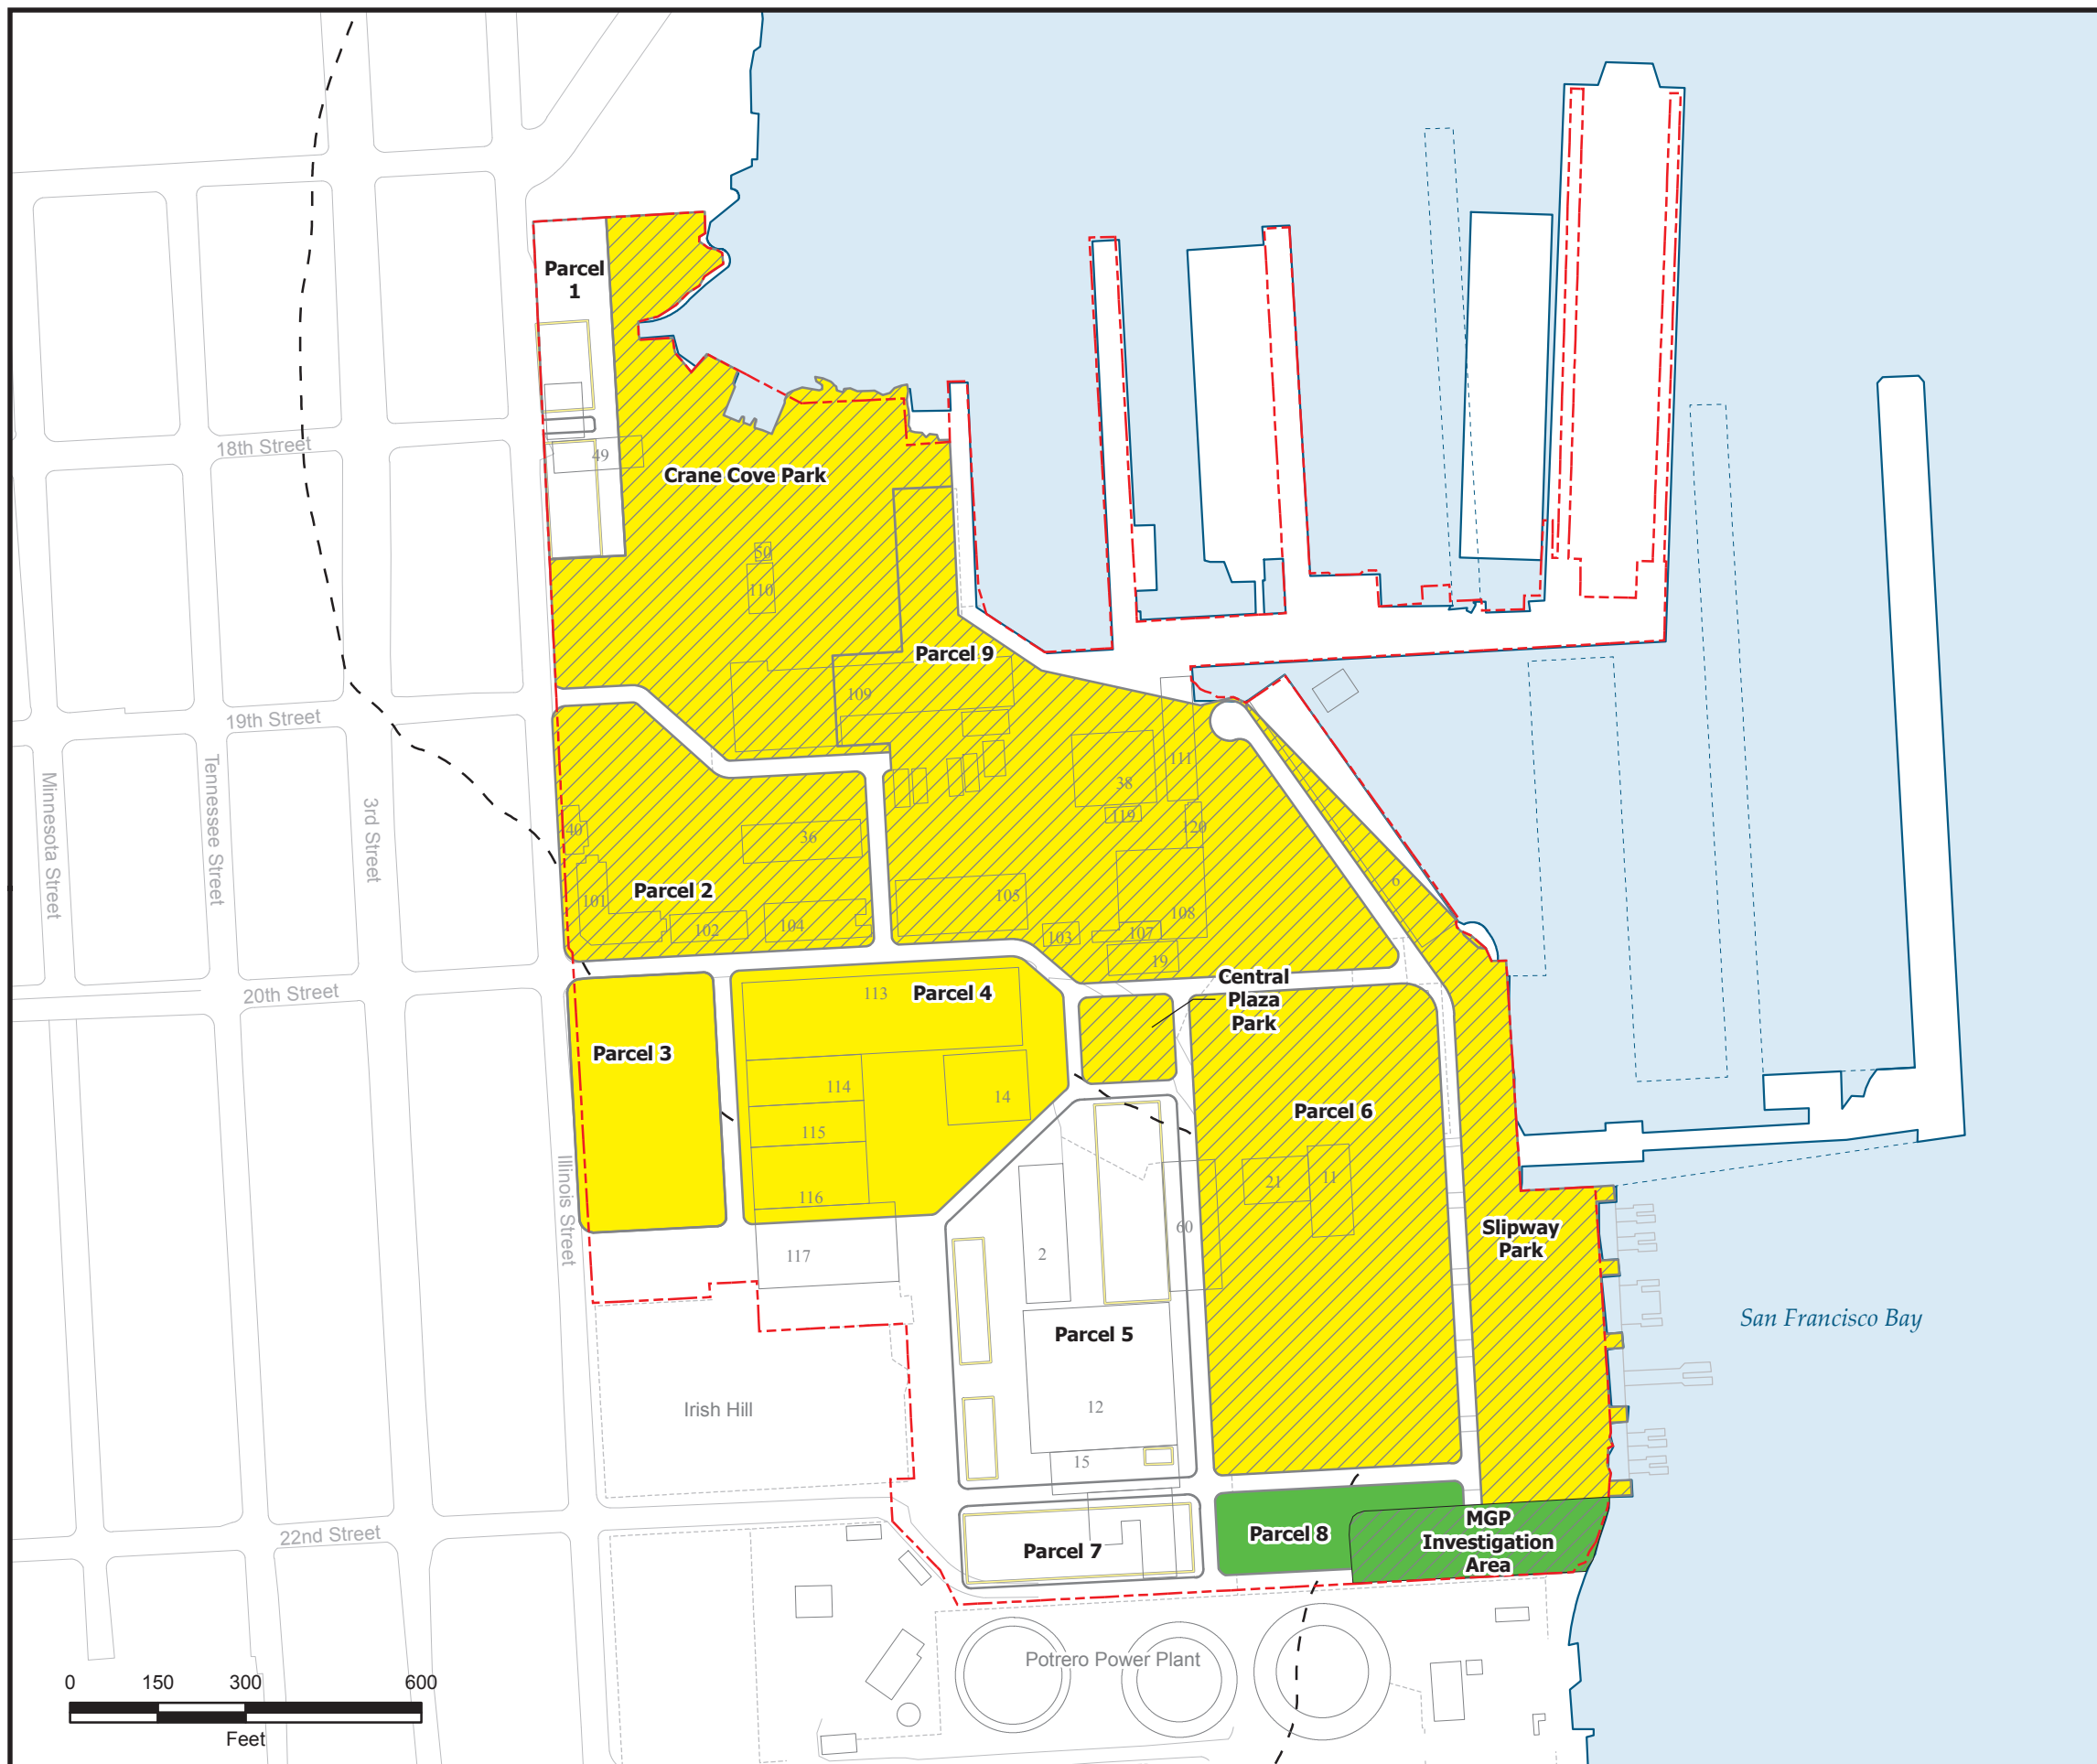 Parcel
1
18th Street
49
Crane Cove Park
50
110
Parcel 9
109
19th Street
Minnesota Street
Tennessee Street
3rd Street
111
38
119
120
40
36
6
Parcel 2
101
102
104
105
108
103
107
19
20th Street
Central
Plaza
Park
113
Parcel 4
Parcel 3
114
14
115
116
Parcel 6
21
11
60
Illinois Street
117
2
Slipway
Park
San Francisco Bay
Parcel 5
Irish Hill
12
15
22nd Street
Parcel 7
Parcel 8
MGP
Investigation
Area
Potrero Power Plant
0 150 300 600
Feet